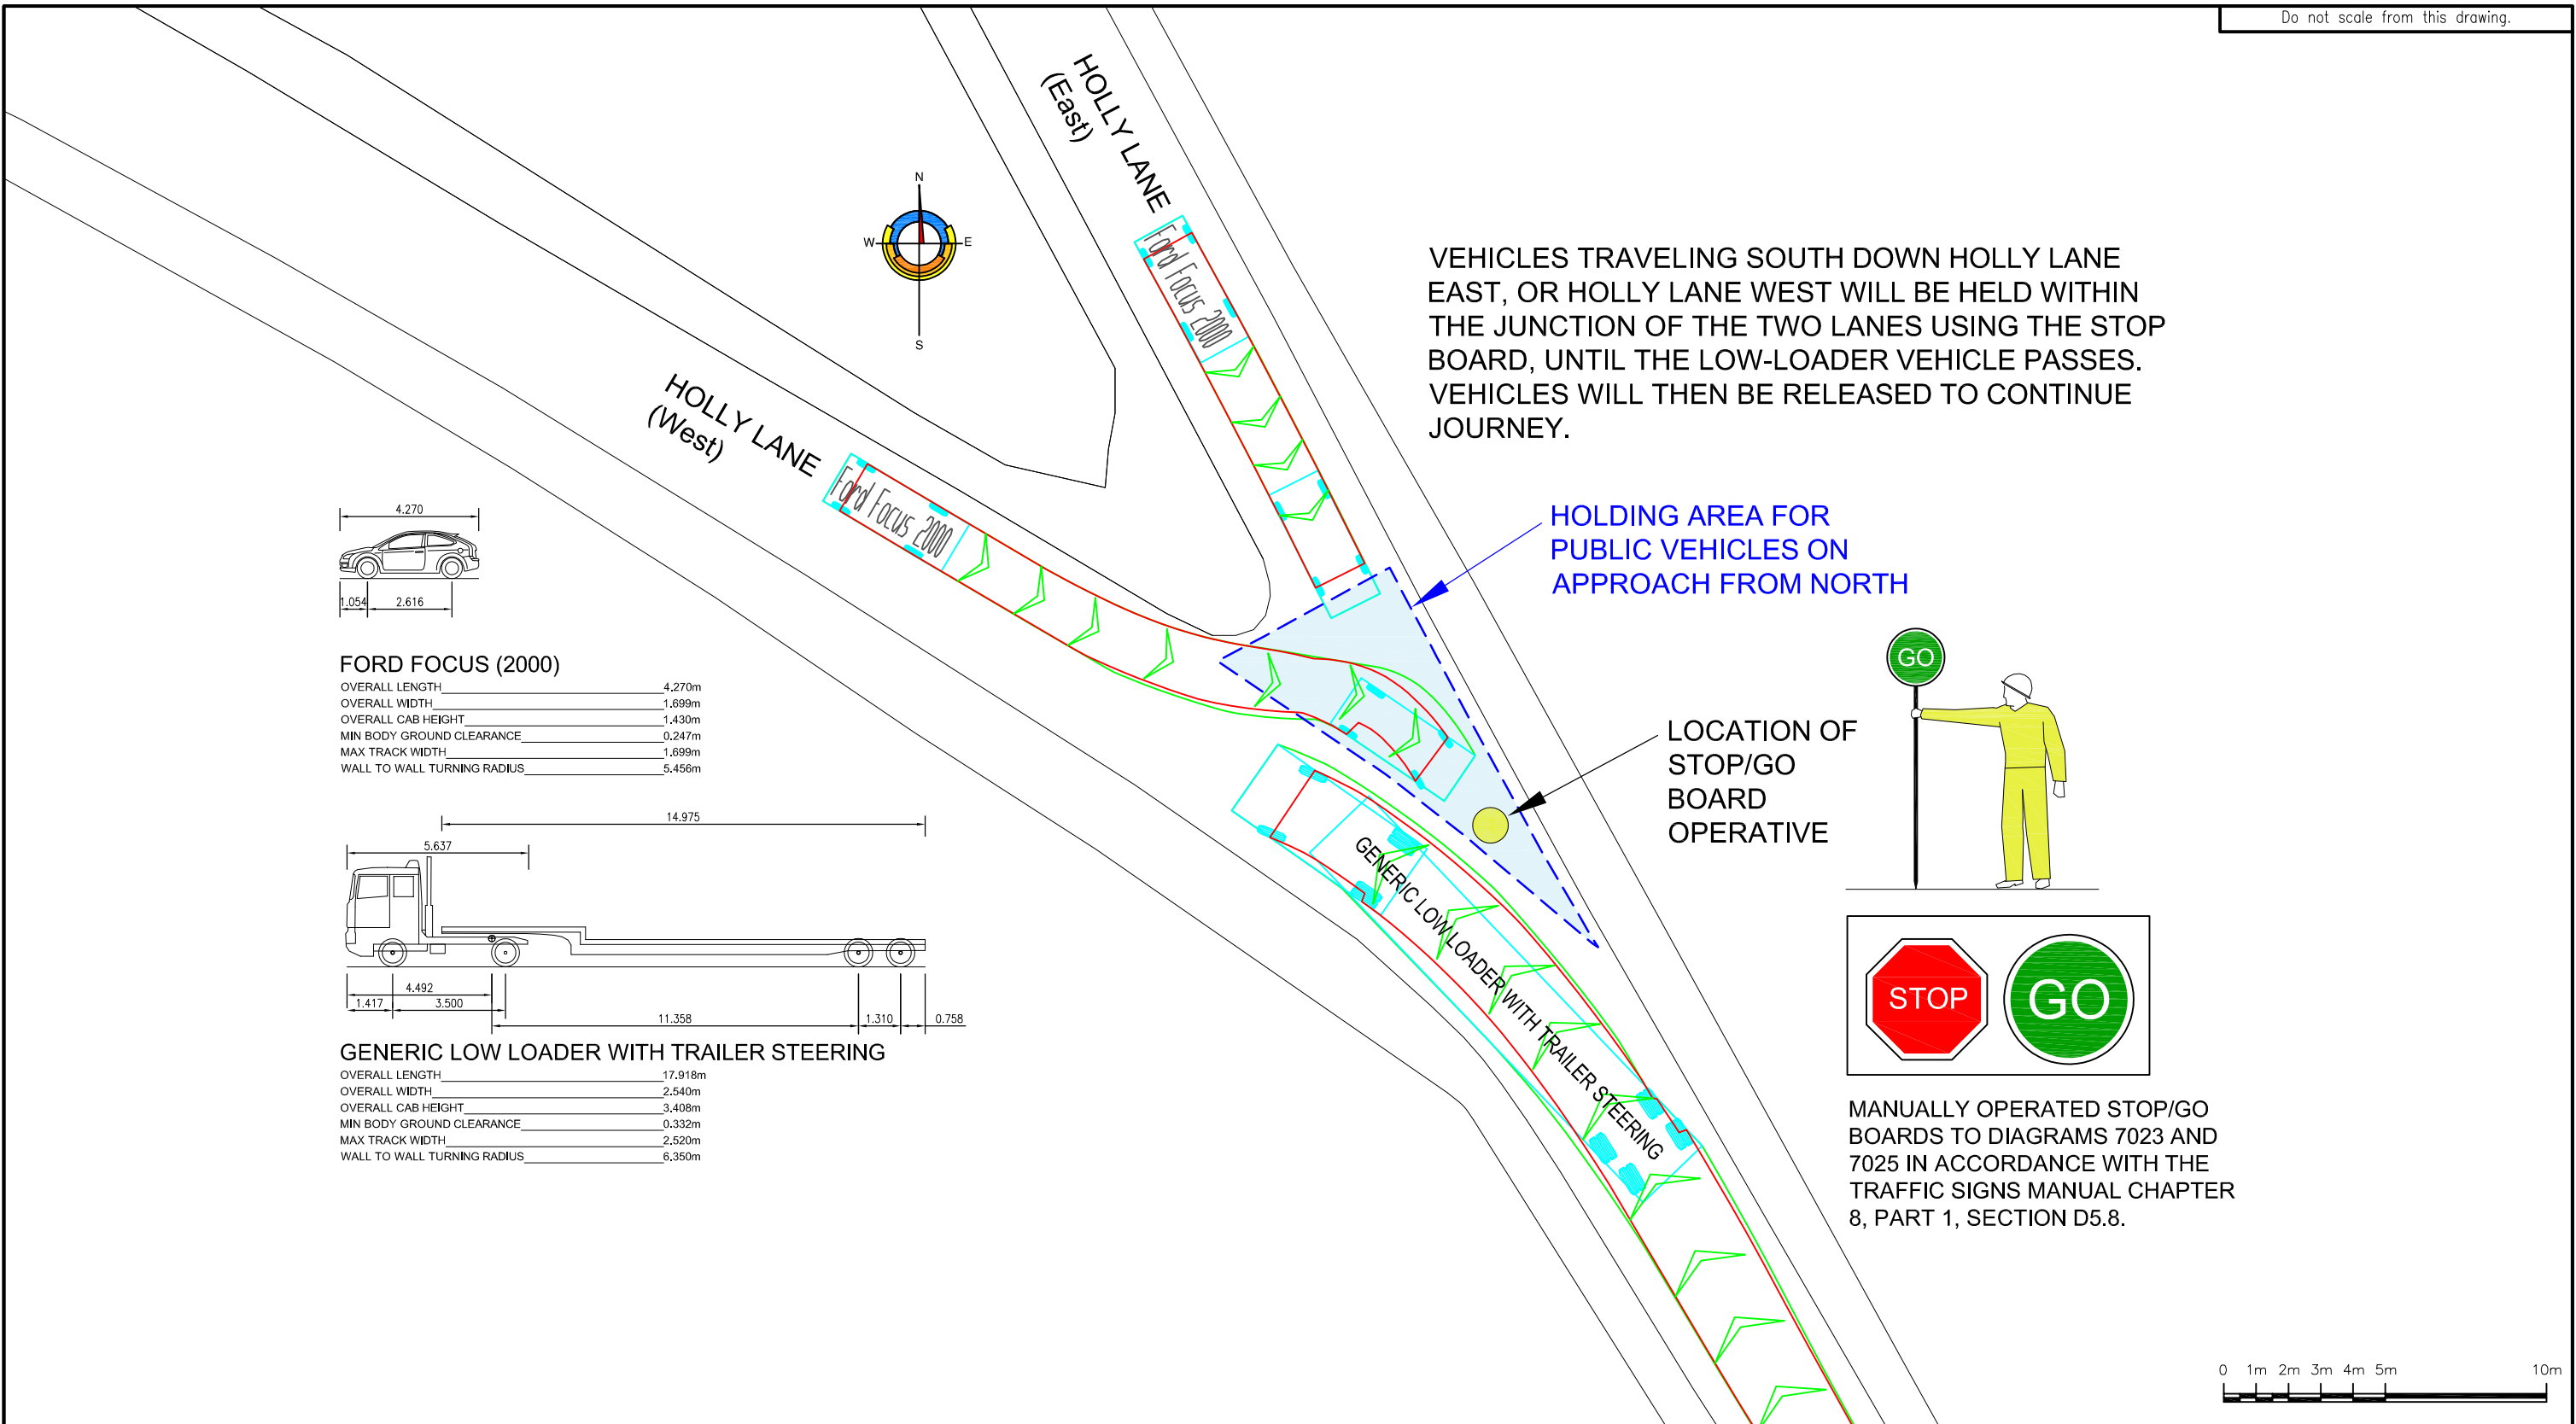 Do not scale from this drawing.
HOLLY LANE
(East)
N
W
E
S
Ford Focus 2000
VEHICLES TRAVELING SOUTH DOWN HOLLY LANE
EAST, OR HOLLY LANE WEST WILL BE HELD WITHIN
THE JUNCTION OF THE TWO LANES USING THE STOP
BOARD, UNTIL THE LOW-LOADER VEHICLE PASSES.
VEHICLES WILL THEN BE RELEASED TO CONTINUE
JOURNEY.
HOLLY LANE
(West)
Ford Focus 2000
HOLDING AREA FOR
PUBLIC VEHICLES ON
APPROACH FROM NORTH
4.270
1.054
2.616
FORD FOCUS (2000)
OVERALL LENGTH 4.270m
OVERALL WIDTH 1.699m
OVERALL CAB HEIGHT 1.430m
MIN BODY GROUND CLEARANCE 0.247m
MAX TRACK WIDTH 1.699m
WALL TO WALL TURNING RADIUS 5.456m
LOCATION OF
STOP/GO
BOARD
OPERATIVE
GO
14.975
5.637
4.492
1.417
3.500
11.358
1.310
0.758
GENERIC LOW LOADER WITH TRAILER STEERING
OVERALL LENGTH 17.918m
OVERALL WIDTH 2.540m
OVERALL CAB HEIGHT 3.408m
MIN BODY GROUND CLEARANCE 0.332m
MAX TRACK WIDTH 2.520m
WALL TO WALL TURNING RADIUS 6.350m
GENERIC LOW LOADER WITH TRAILER STEERING
STOP
GO
MANUALLY OPERATED STOP/GO
BOARDS TO DIAGRAMS 7023 AND
7025 IN ACCORDANCE WITH THE
TRAFFIC SIGNS MANUAL CHAPTER
8, PART 1, SECTION D5.8.
0 1m 2m 3m 4m 5m 10m